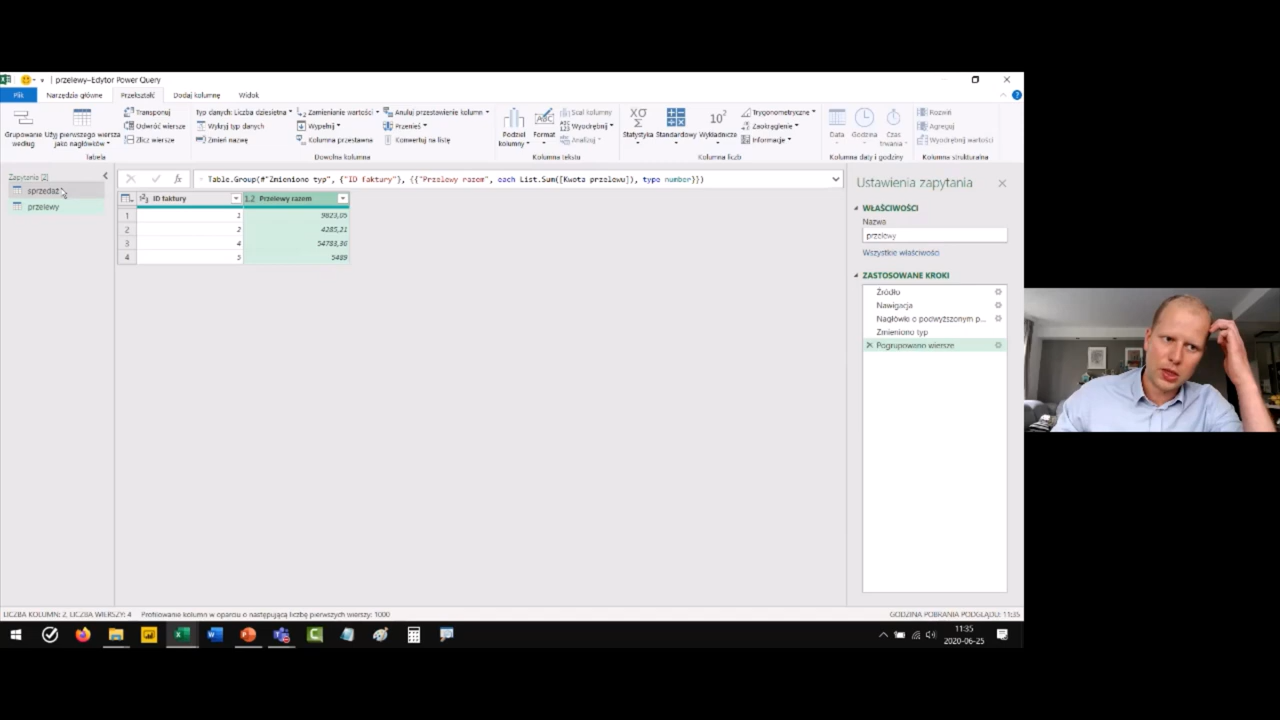 przelewy—Edytor Power Query
Plik Narzędzia główne Przekształć Dodaj kolumnę Widok
Grupowanie według
Użyj pierwszego wiersza jako nagłówków
Transponuj
Odwróć wiersze
Zlicz wiersze
Tabela
Typ danych: Liczba dziesiętna
Wykryj typ danych
Zmień nazwę
Zamienianie wartości
Wypełnij
Kolumna przestawna
Anuluj przestawienie kolumn
Przenieś
Konwertuj na listę
Dowolna kolumna
Podziel kolumny
Format
Scal kolumny
Wyodrębnij
Analizuj
Kolumna tekstu
Statystyka
Standardowy
Wykładniczy
Trygonometryczne
Zaokrąglenie
Informacje
Kolumna liczb
Data
Godzina
Czas trwania
Kolumna daty i godziny
Rozwiń
Agreguj
Wyodrębnij wartości
Kolumna strukturalna
Zapytania [2]
sprzedaż
przelewy
fx = Table.Group(#"Zmieniono typ", {"ID faktury"}, {{"Przelewy razem", each List.Sum([Kwota przelewu]), type number}})
ID faktury 1.2 Przelewy razem
1 1 9823,05
2 2 4285,21
3 4 54783,36
4 5 5489
Ustawienia zapytania
WŁAŚCIWOŚCI
Nazwa
przelewy
Wszystkie właściwości
ZASTOSOWANE KROKI
Źródło
Nawigacja
Nagłówki o podwyższonym p...
Zmieniono typ
Pogrupowano wiersze
LICZBA KOLUMN: 2, LICZBA WIERSZY: 4 Profilowanie kolumn w oparciu o następującą liczbę pierwszych wierszy: 1000
GODZINA POBRANIA PODGLĄDU: 11:35
11:35
2020-06-25